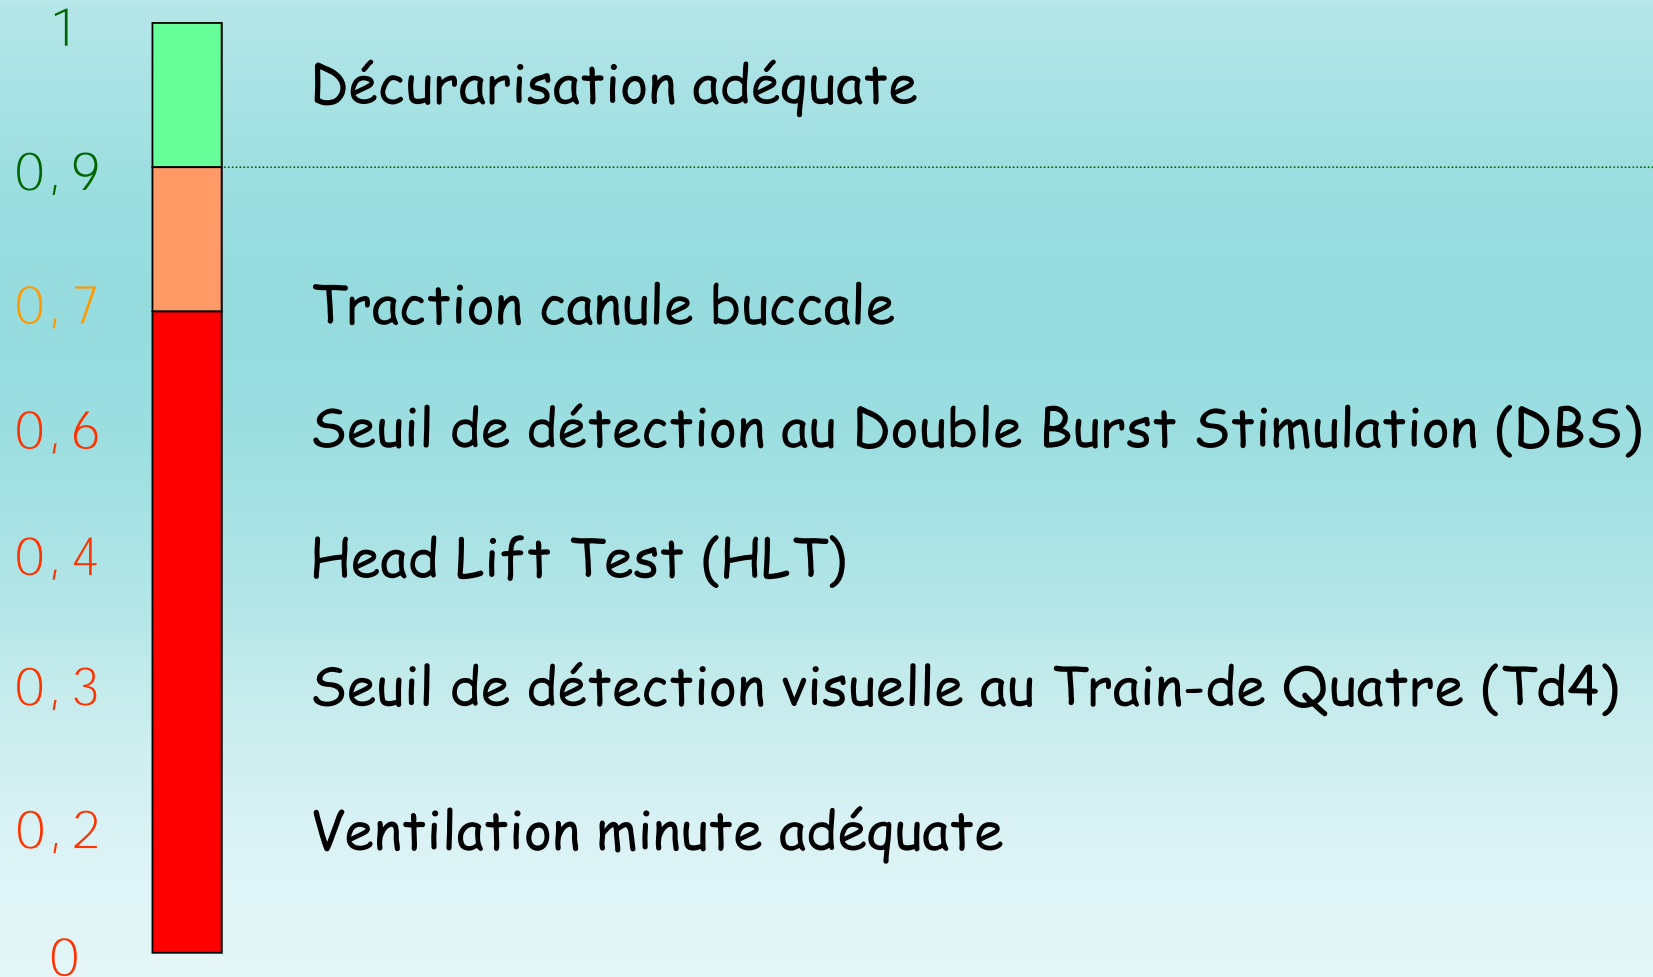 1
Décurarisation adéquate
0,9
0,7 Traction canule buccale
0,6 Seuil de détection au Double Burst Stimulation (DBS)
0,4 Head Lift Test (HLT)
0,3 Seuil de détection visuelle au Train-de Quatre (Td4)
0,2 Ventilation minute adéquate
0